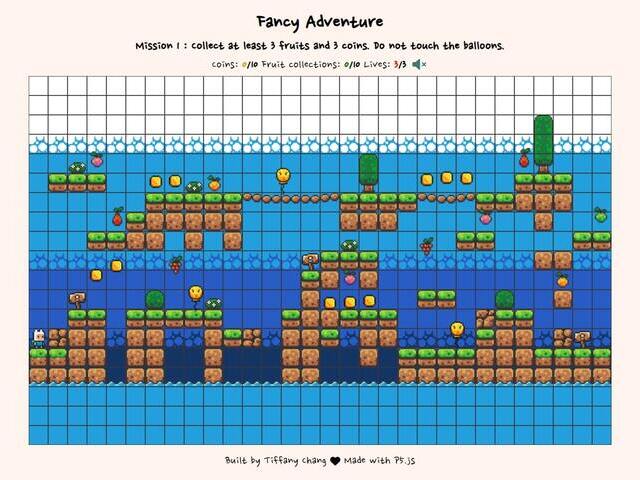 Fancy Adventure
Mission 1 : Collect at least 3 fruits and 3 coins. Do not touch the balloons.
Coins: 0/10 Fruit collections: 0/10 Lives: 3/3
Built by Tiffany Chang Made with P5.js